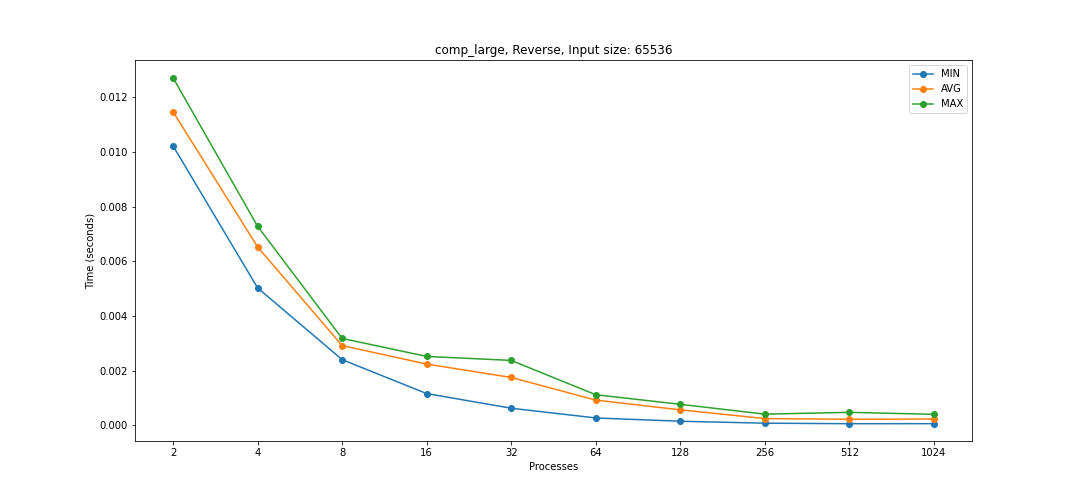 comp_large, Reverse, Input size: 65536
MIN
AVG
MAX
0.012
0.010
0.008
0.006
0.004
0.002
0.000
Time (seconds)
2 4 8 16 32 64 128 256 512 1024
Processes